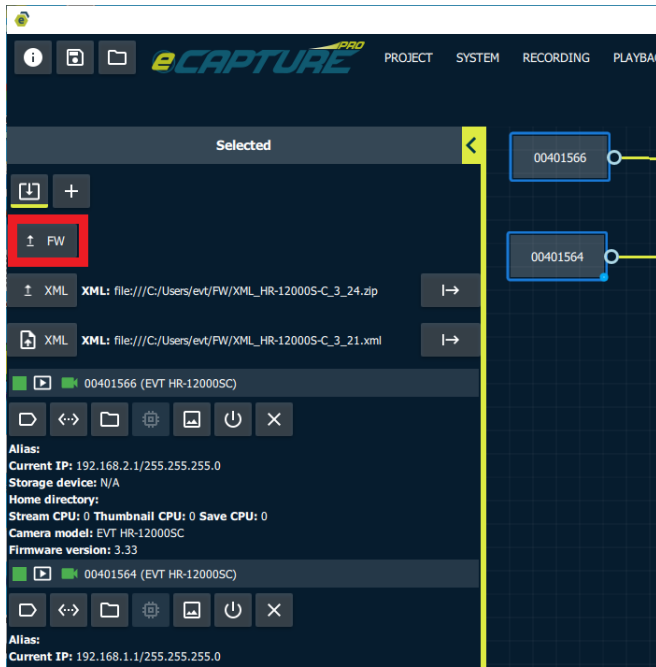 e
eCAPTURE PRO
PROJECT SYSTEM RECORDING
Selected
00401566
00401564
FW
XML XML: file:///C:/Users/evt/FW/XML_HR-12000S-C_3_24.zip
XML XML: file:///C:/Users/evt/FW/XML_HR-12000S-C_3_21.xml
00401566 (EVT HR-12000SC)
Alias:
Current IP: 192.168.2.1/255.255.255.0
Storage device: N/A
Home directory:
Stream CPU: 0 Thumbnail CPU: 0 Save CPU: 0
Camera model: EVT HR-12000SC
Firmware version: 3.33
00401564 (EVT HR-12000SC)
Alias:
Current IP: 192.168.1.1/255.255.255.0